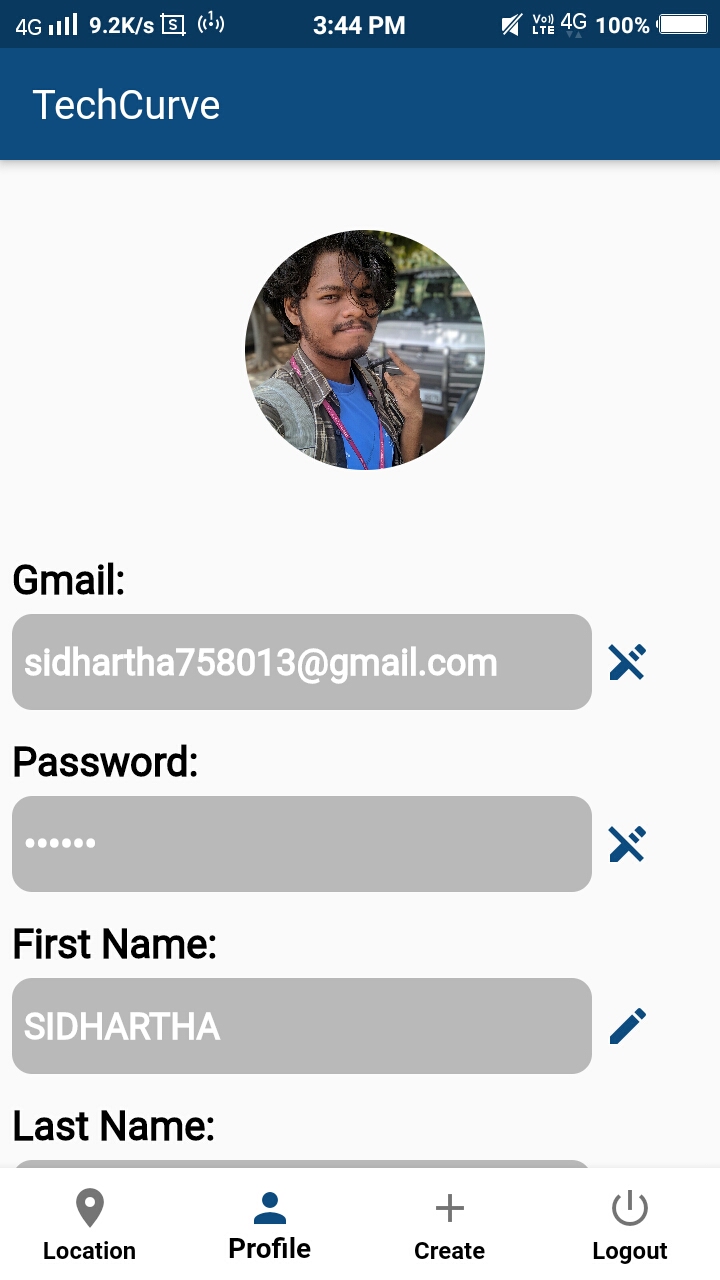 4G 9.2K/s S 1 3:44 PM Vo)) LTE 4G 100%
TechCurve
Gmail:
sidhartha758013@gmail.com
Password:
••••••
First Name:
SIDHARTHA
Last Name:
Location Profile Create Logout